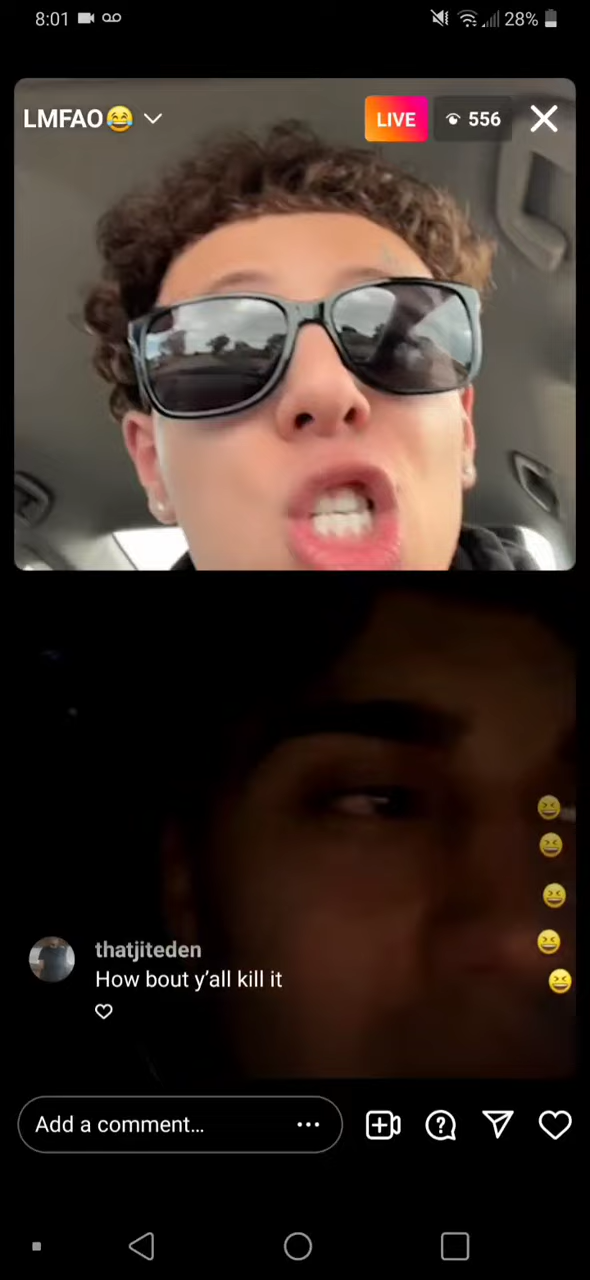 8:01 28%
LMFAO😂 LIVE 556
thatjiteden
How bout y'all kill it
Add a comment...